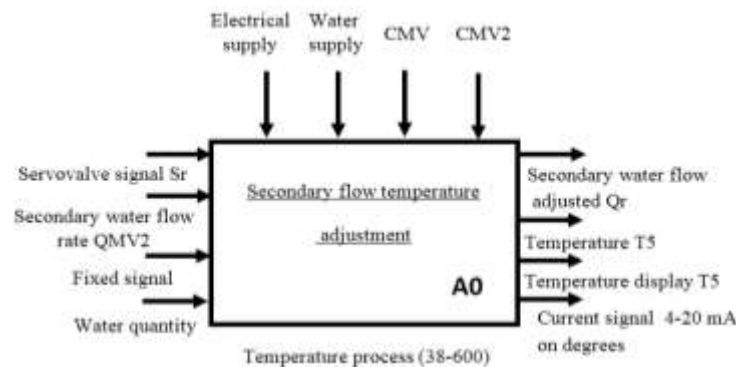 Electrical
supply
Water
supply
CMV
CMV2
Servovalve signal Sr
Secondary water flow
rate QMV2
Fixed signal
Water quantity
Secondary flow temperature
adjustment
A0
Secondary water flow
adjusted Qr
Temperature T5
Temperature display T5
Current signal 4-20 mA
on degrees
Temperature process (38-600)